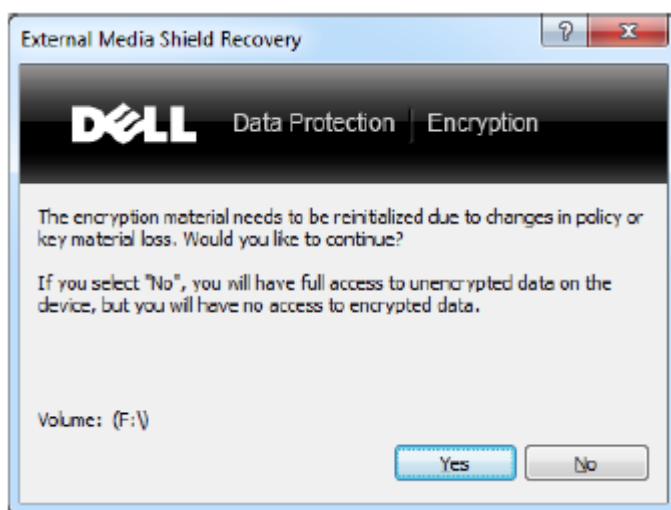 External Media Shield Recovery
DELL Data Protection Encryption
The encryption material needs to be reinitialized due to changes in policy or
key material loss. Would you like to continue?
If you select "No", you will have full access to unencrypted data on the
device, but you will have no access to encrypted data.
Volume: (F:\)
Yes No